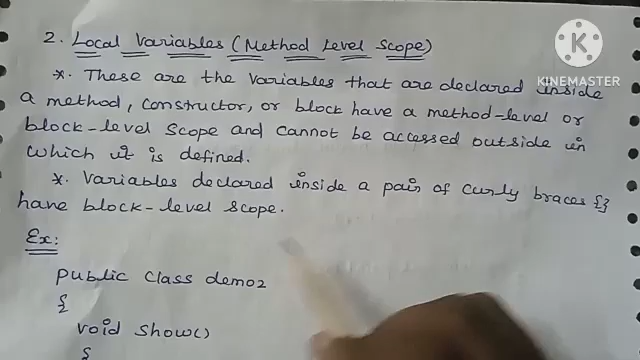 2. Local Variables (Method Level Scope)
*. These are the variables that are declared inside
a method, constructor, or block have a method-level or
block-level scope and cannot be accessed outside in
which it is defined.
*. Variables declared inside a pair of curly braces {}
have block-level scope.
Ex:
public class demo2
{
void show()
{
K
KINEMASTER